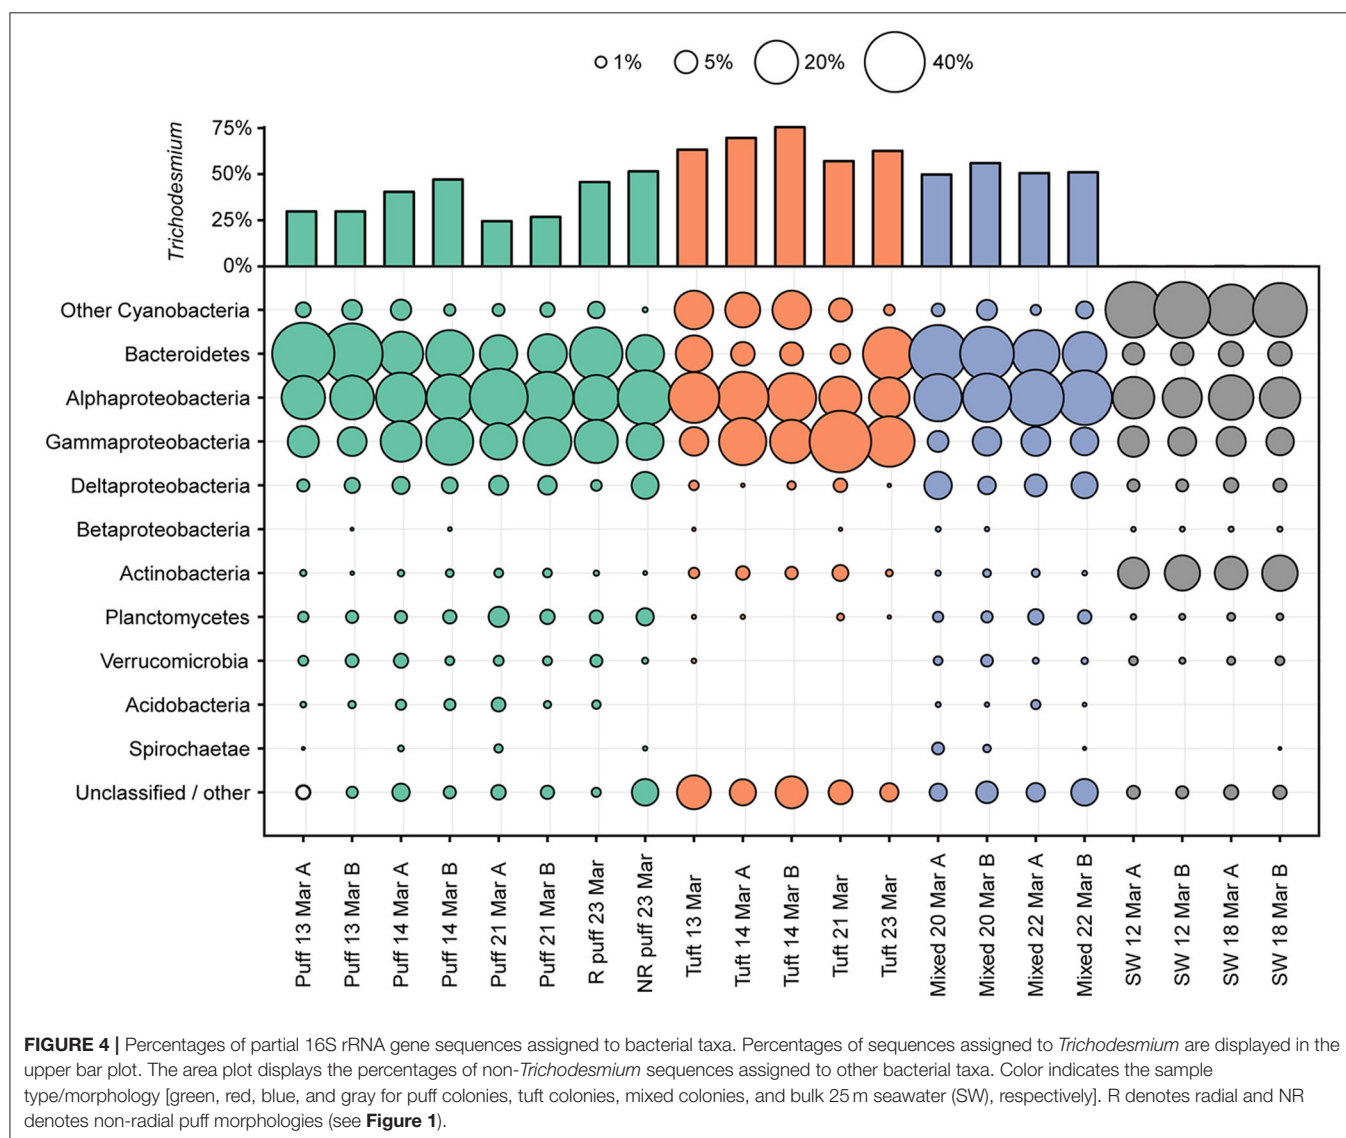 1% 5% 20% 40%
Trichodesmium
75%
50%
25%
0%
Other Cyanobacteria
Bacteroidetes
Alphaproteobacteria
Gammaproteobacteria
Deltaproteobacteria
Betaproteobacteria
Actinobacteria
Planctomycetes
Verrucomicrobia
Acidobacteria
Spirochaetae
Unclassified / other
Puff 13 Mar A
Puff 13 Mar B
Puff 14 Mar A
Puff 14 Mar B
Puff 21 Mar A
Puff 21 Mar B
R puff 23 Mar
NR puff 23 Mar
Tuft 13 Mar
Tuft 14 Mar A
Tuft 14 Mar B
Tuft 21 Mar
Tuft 23 Mar
Mixed 20 Mar A
Mixed 20 Mar B
Mixed 22 Mar A
Mixed 22 Mar B
SW 12 Mar A
SW 12 Mar B
SW 18 Mar A
SW 18 Mar B
FIGURE 4 | Percentages of partial 16S rRNA gene sequences assigned to bacterial taxa. Percentages of sequences assigned to Trichodesmium are displayed in the
upper bar plot. The area plot displays the percentages of non-Trichodesmium sequences assigned to other bacterial taxa. Color indicates the sample
type/morphology [green, red, blue, and gray for puff colonies, tuft colonies, mixed colonies, and bulk 25 m seawater (SW), respectively]. R denotes radial and NR
denotes non-radial puff morphologies (see Figure 1).